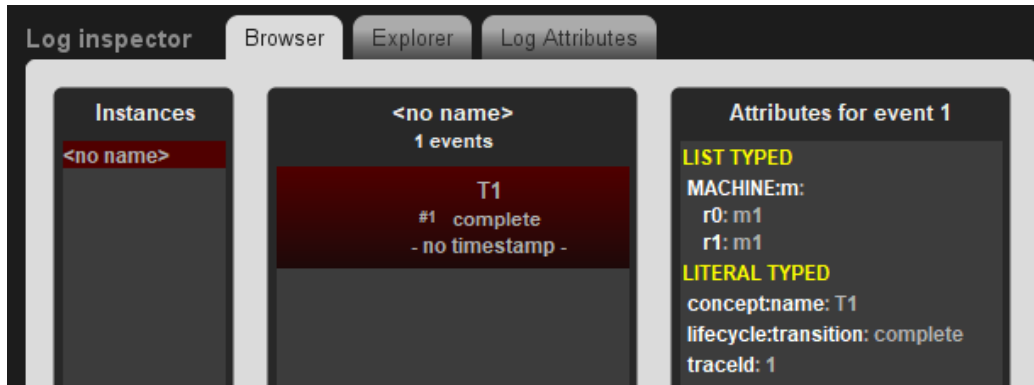 Log inspector
Browser
Explorer
Log Attributes
Instances
<no name>
<no name>
1 events
T1
#1 complete
- no timestamp -
Attributes for event 1
LIST TYPED
MACHINE:m:
r0: m1
r1: m1
LITERAL TYPED
concept:name: T1
lifecycle:transition: complete
traceId: 1